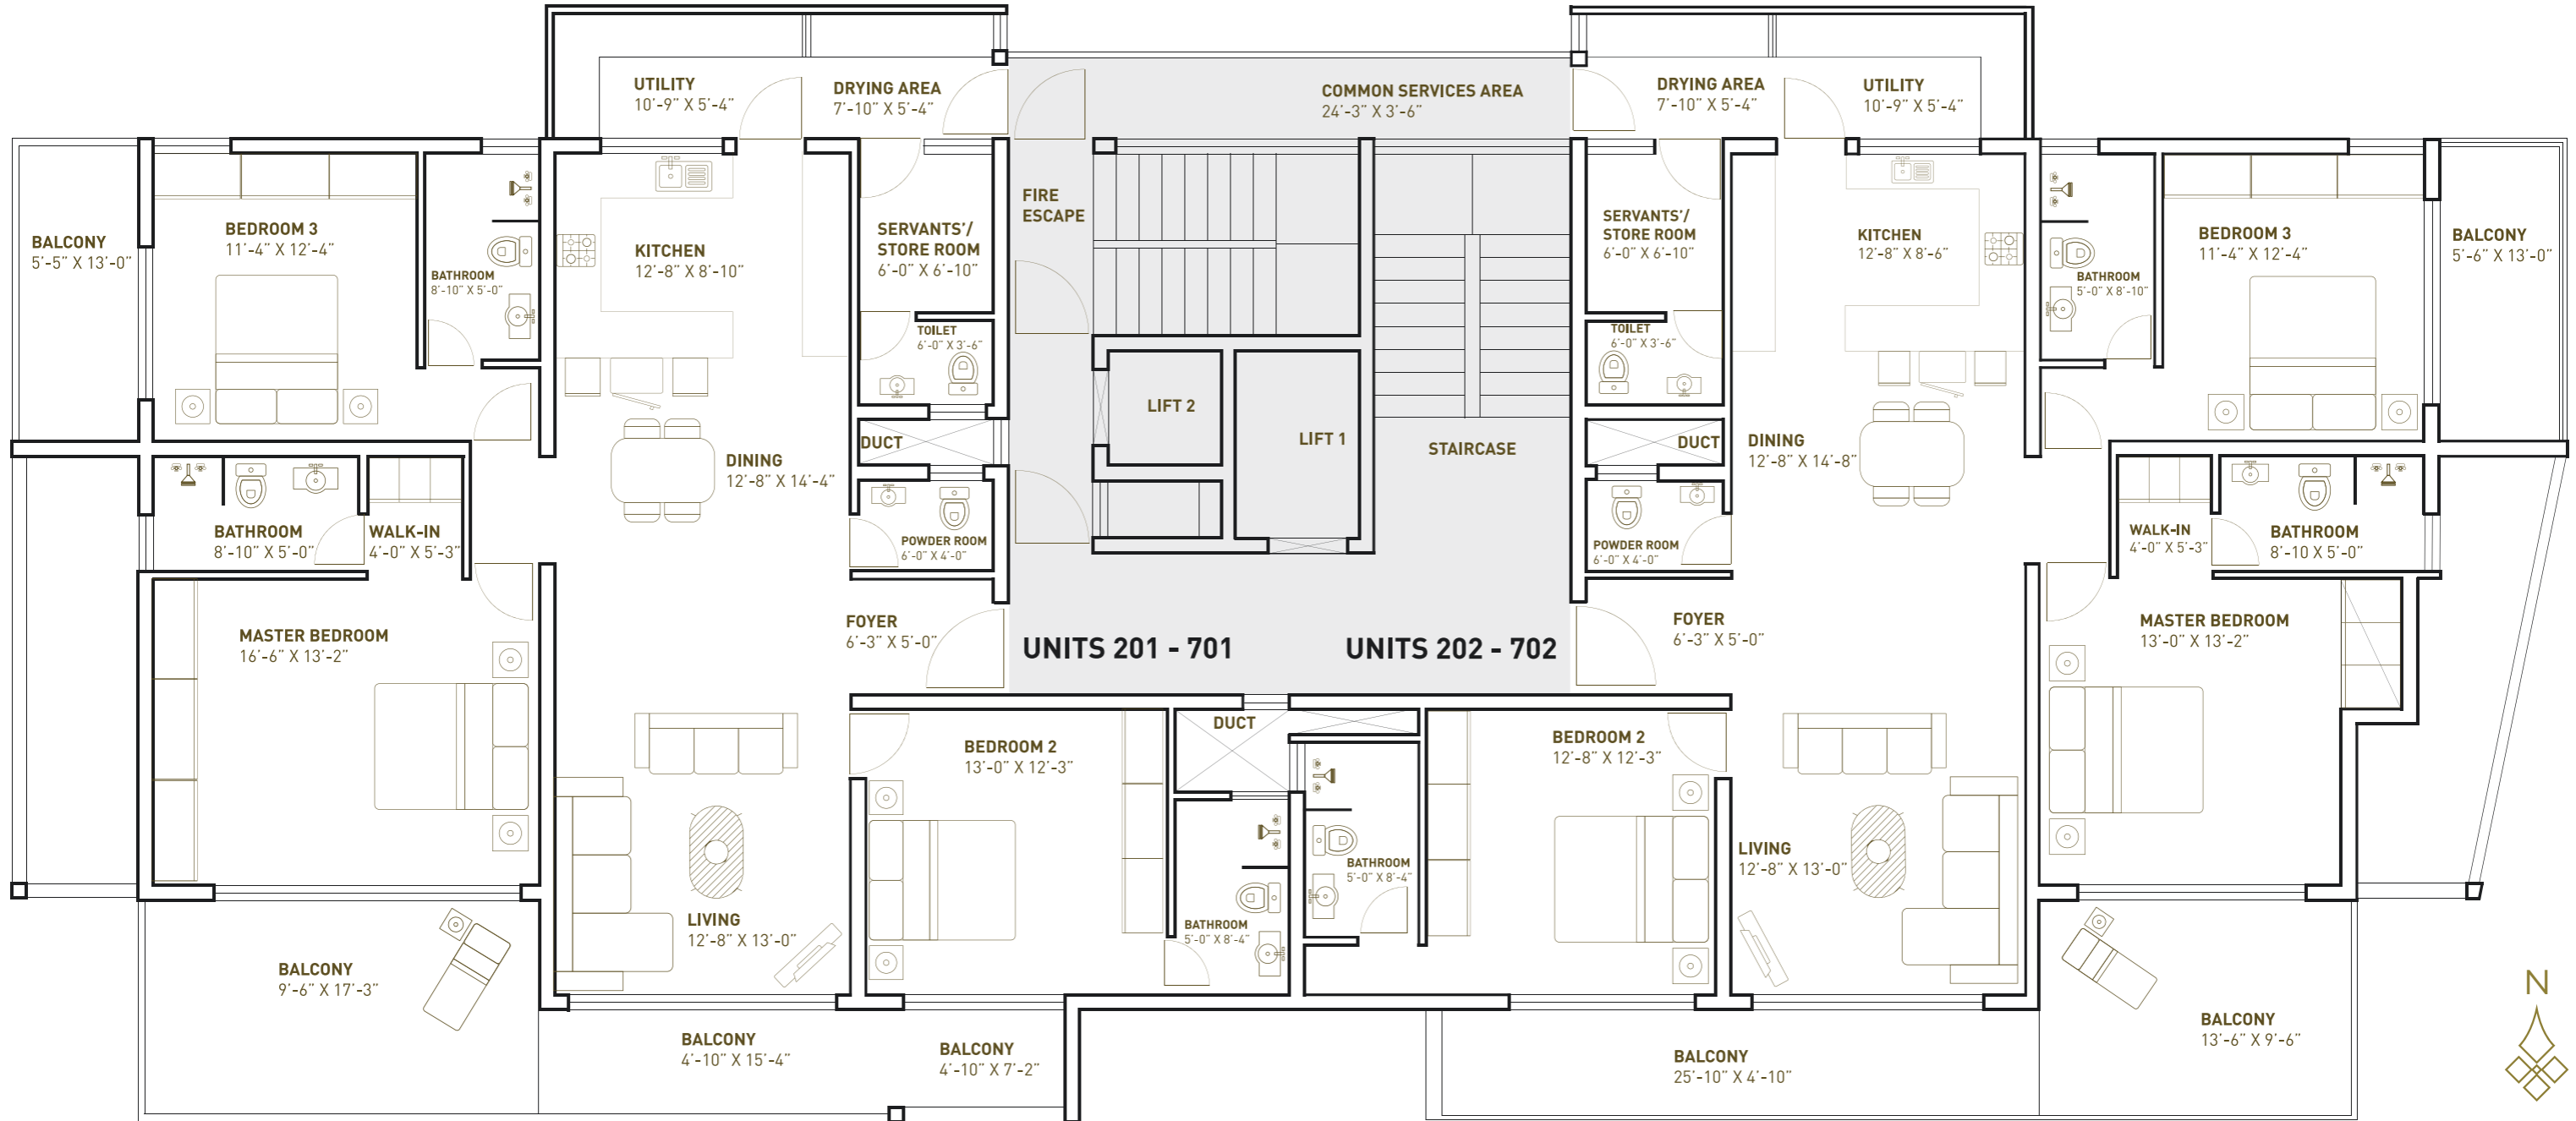 UTILITY
10'-9" X 5'-4"
DRYING AREA
7'-10" X 5'-4"
COMMON SERVICES AREA
24'-3" X 3'-6"
DRYING AREA
7'-10" X 5'-4"
UTILITY
10'-9" X 5'-4"
BALCONY
5'-5" X 13'-0"
BEDROOM 3
11'-4" X 12'-4"
BATHROOM
8'-10" X 5'-0"
KITCHEN
12'-8" X 8'-10"
SERVANTS'/
STORE ROOM
6'-0" X 6'-10"
FIRE
ESCAPE
SERVANTS'/
STORE ROOM
6'-0" X 6'-10"
KITCHEN
12'-8" X 8'-6"
BATHROOM
5'-0" X 8'-10"
BEDROOM 3
11'-4" X 12'-4"
BALCONY
5'-6" X 13'-0"
TOILET
6'-0" X 3'-6"
TOILET
6'-0" X 3'-6"
LIFT 2
LIFT 1
STAIRCASE
DUCT
DUCT
DINING
12'-8" X 14'-4"
DINING
12'-8" X 14'-8"
BATHROOM
8'-10" X 5'-0"
WALK-IN
4'-0" X 5'-3"
POWDER ROOM
6'-0" X 4'-0"
POWDER ROOM
6'-0" X 4'-0"
WALK-IN
4'-0" X 5'-3"
BATHROOM
8'-10 X 5'-0"
MASTER BEDROOM
16'-6" X 13'-2"
FOYER
6'-3" X 5'-0"
UNITS 201 - 701
UNITS 202 - 702
FOYER
6'-3" X 5'-0"
MASTER BEDROOM
13'-0" X 13'-2"
DUCT
BEDROOM 2
13'-0" X 12'-3"
BEDROOM 2
12'-8" X 12'-3"
LIVING
12'-8" X 13'-0"
BATHROOM
5'-0" X 8'-4"
BATHROOM
5'-0" X 8'-4"
LIVING
12'-8" X 13'-0"
BALCONY
9'-6" X 17'-3"
BALCONY
4'-10" X 15'-4"
BALCONY
4'-10" X 7'-2"
BALCONY
25'-10" X 4'-10"
BALCONY
13'-6" X 9'-6"
N